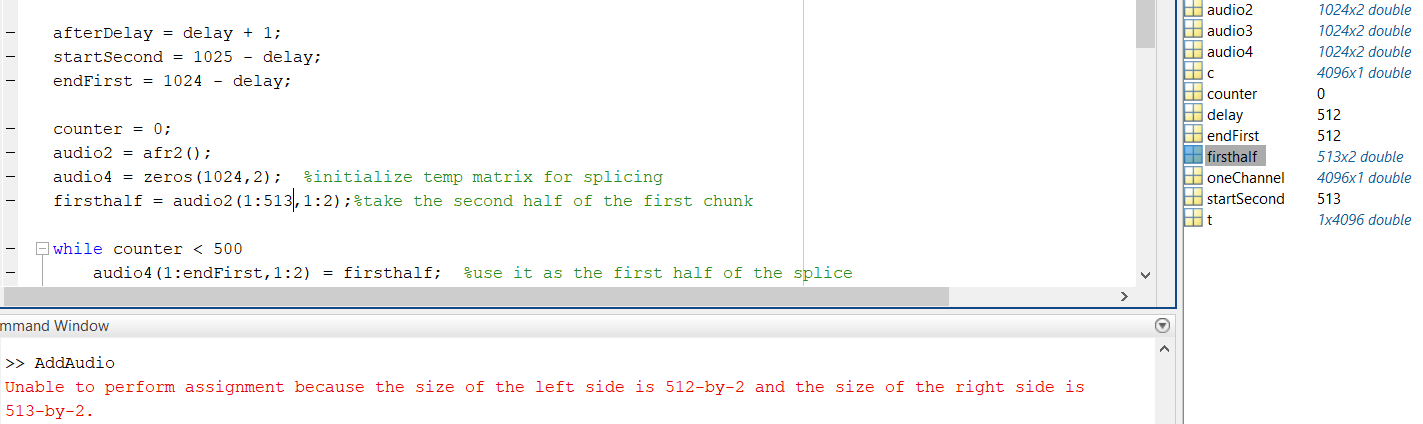 afterDelay = delay + 1;
startSecond = 1025 - delay;
endFirst = 1024 - delay;
counter = 0;
audio2 = afr2();
audio4 = zeros(1024,2);  %initialize temp matrix for splicing
firsthalf = audio2(1:513,1:2);%take the second half of the first chunk
while counter < 500
audio4(1:endFirst,1:2) = firsthalf;  %use it as the first half of the splice
mmand Window
>> AddAudio
Unable to perform assignment because the size of the left side is 512-by-2 and the size of the right side is
513-by-2.
audio2 1024x2 double
audio3 1024x2 double
audio4 1024x2 double
c 4096x1 double
counter 0
delay 512
endFirst 512
firsthalf 513x2 double
oneChannel 4096x1 double
startSecond 513
t 1x4096 double